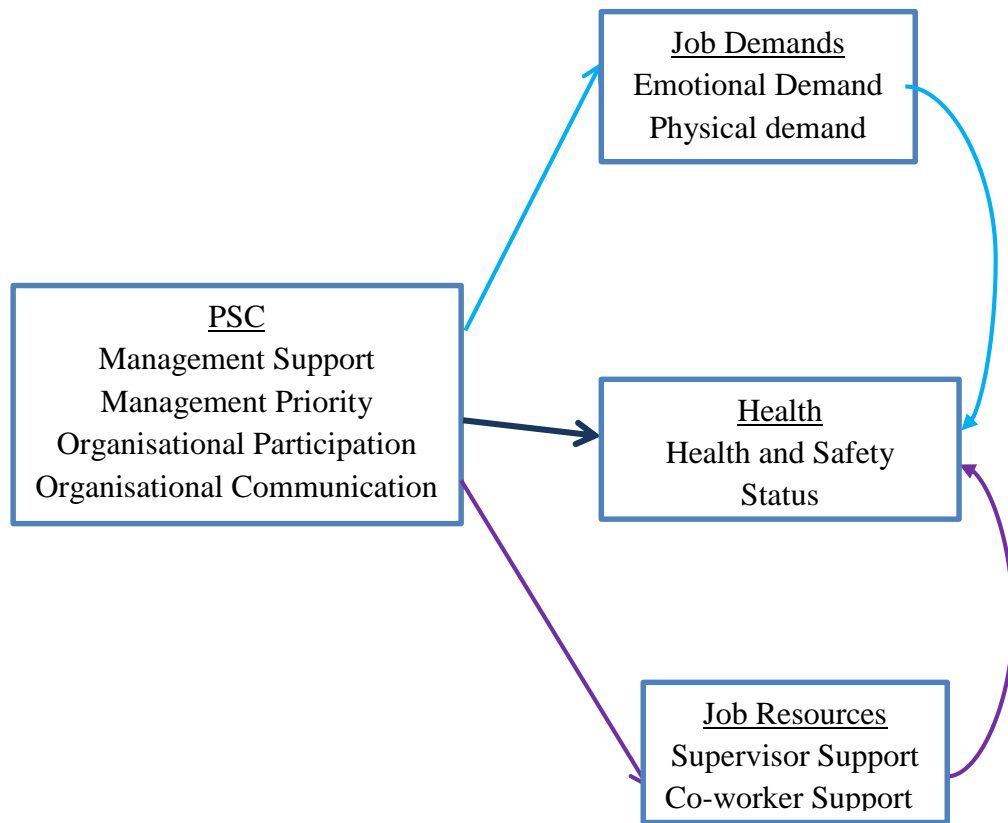 Job Demands
Emotional Demand
Physical demand
PSC
Management Support
Management Priority
Organisational Participation
Organisational Communication
Health
Health and Safety
Status
Job Resources
Supervisor Support
Co-worker Support